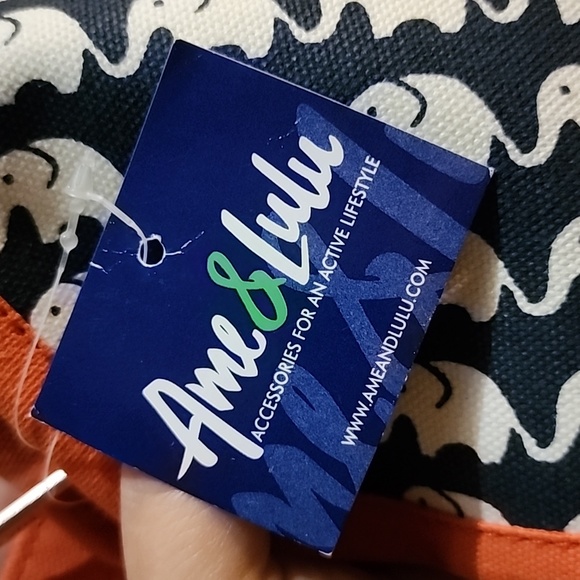 Ame & Lulu
ACCESSORIES FOR AN ACTIVE LIFESTYLE
WWW.AMEANDLULU.COM